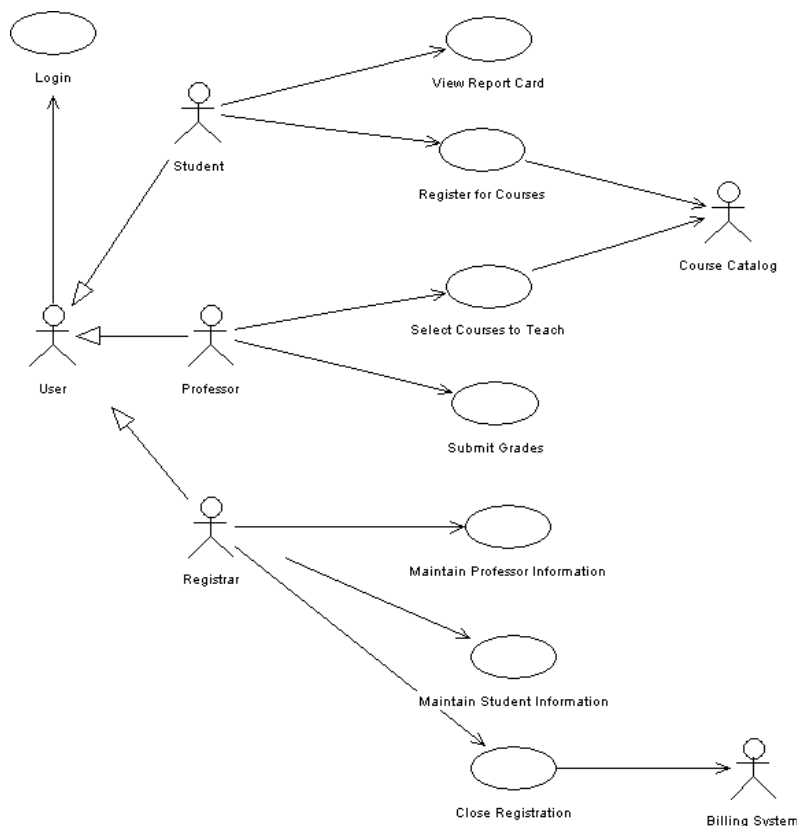 Login
View Report Card
Student
Register for Courses
Course Catalog
Select Courses to Teach
User
Professor
Submit Grades
Maintain Professor Information
Registrar
Maintain Student Information
Close Registration
Billing System